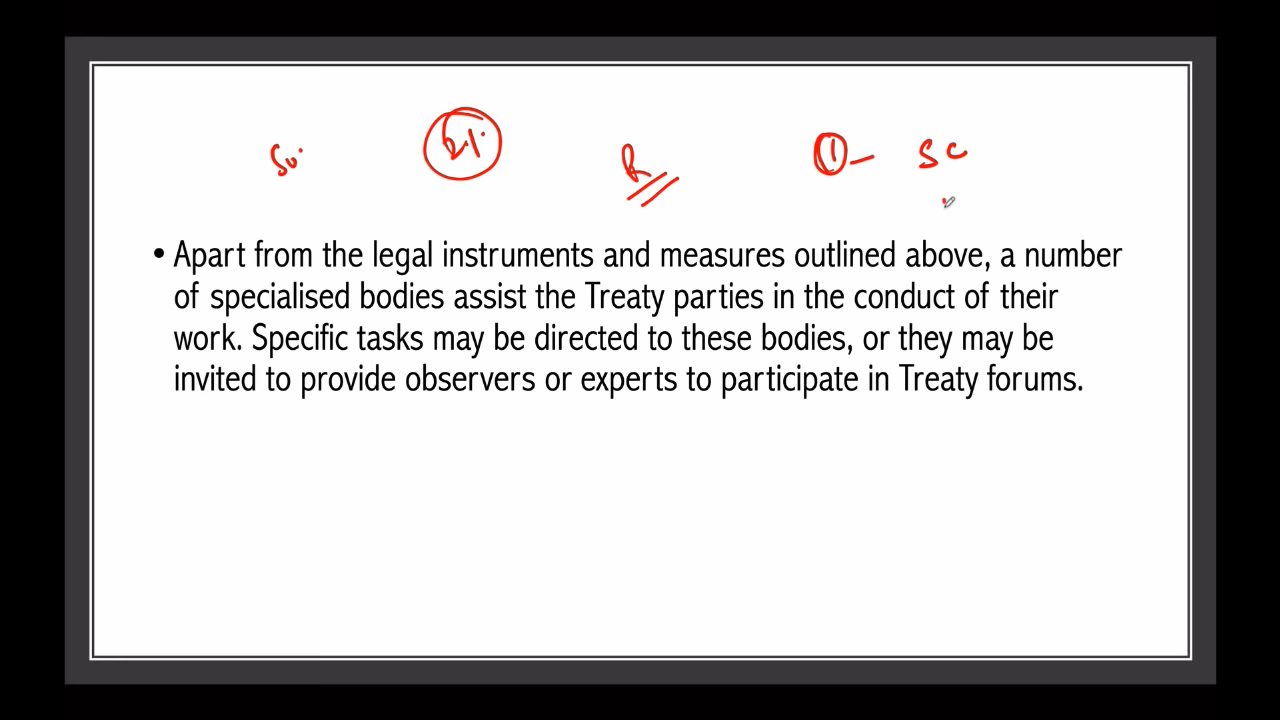 R
① - SC
• Apart from the legal instruments and measures outlined above, a number
of specialised bodies assist the Treaty parties in the conduct of their
work. Specific tasks may be directed to these bodies, or they may be
invited to provide observers or experts to participate in Treaty forums.